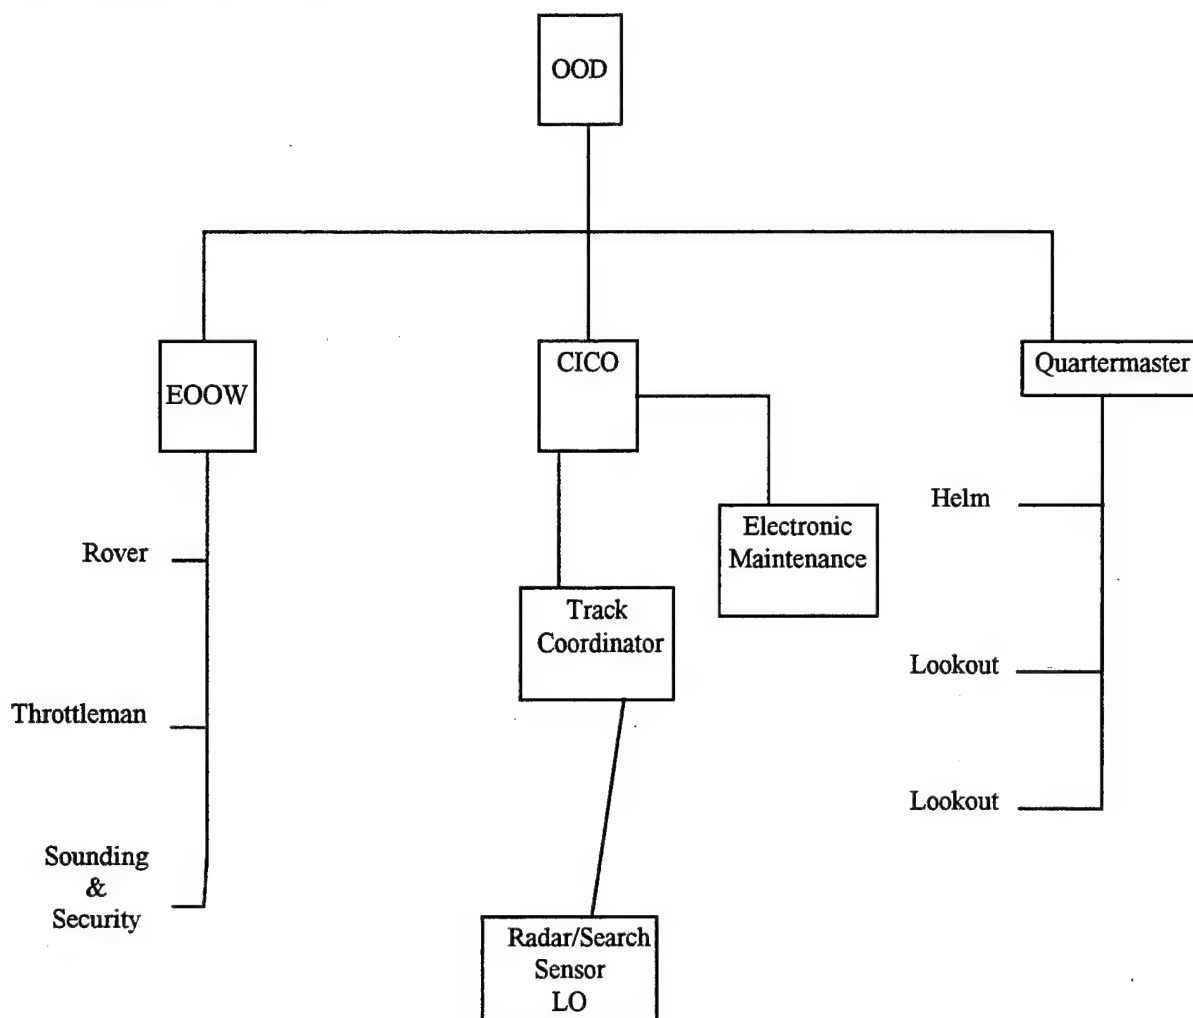 OOD
EOOW
CICO
Quartermaster
Helm
Electronic
Maintenance
Rover
Track
Coordinator
Lookout
Throttleman
Lookout
Sounding
&
Security
Radar/Search
Sensor
LO